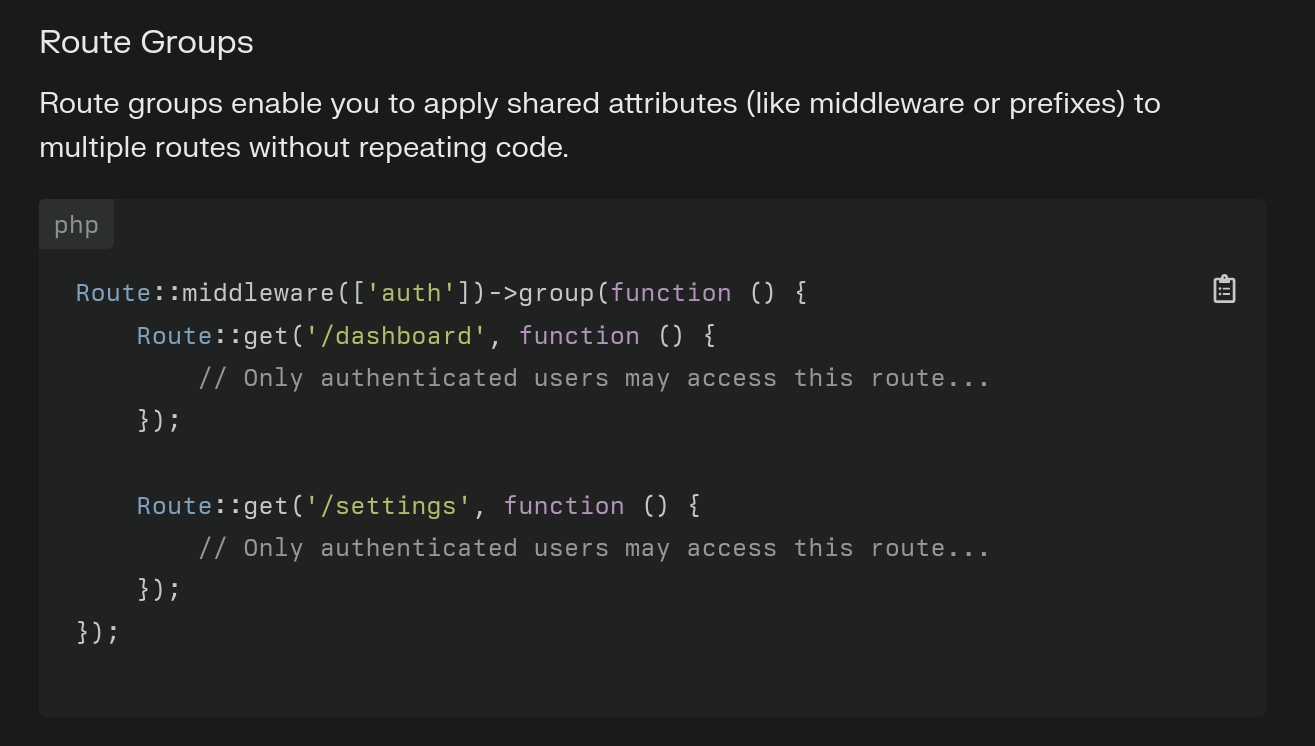 Route Groups
Route groups enable you to apply shared attributes (like middleware or prefixes) to
multiple routes without repeating code.
php
Route::middleware(['auth'])->group(function () {
    Route::get('/dashboard', function () {
        // Only authenticated users may access this route...
    });

    Route::get('/settings', function () {
        // Only authenticated users may access this route...
    });
});